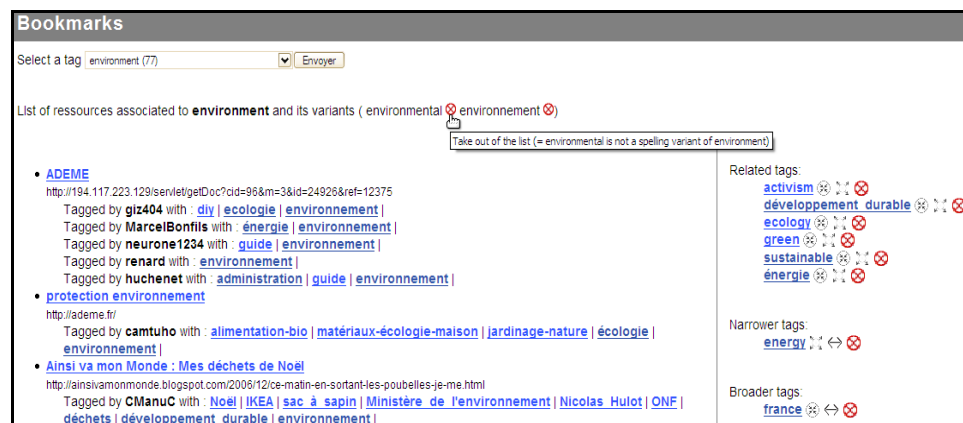 Bookmarks
Select a tag environment (77) Envoyer
List of ressources associated to environment and its variants ( environmental environnement )
Take out of the list (= environmental is not a spelling variant of environment)
ADEME
http://194.117.223.129/servlet/getDoc?cid=96&m=3&id=24926&ref=12375
Tagged by giz404 with : diy | ecologie | environnement |
Tagged by MarcelBonfils with : énergie | environnement |
Tagged by neurone1234 with : guide | environnement |
Tagged by renard with : environnement |
Tagged by huchenet with : administration | guide | environnement |
protection environnement
http://ademe.fr/
Tagged by camtuho with : alimentation-bio | matériaux-écologie-maison | jardinage-nature | écologie |
environnement |
Ainsi va mon Monde : Mes déchets de Noël
http://ainsivamonmonde.blogspot.com/2006/12/ce-matin-en-sortant-les-poubelles-je-me.html
Tagged by CManuC with : Noël | IKEA | sac à sapin | Ministère de l'environnement | Nicolas Hulot | ONF |
déchets | développement durable | environnement |
Related tags:
activism
développement durable
ecology
green
sustainable
énergie
Narrower tags:
energy
Broader tags:
france